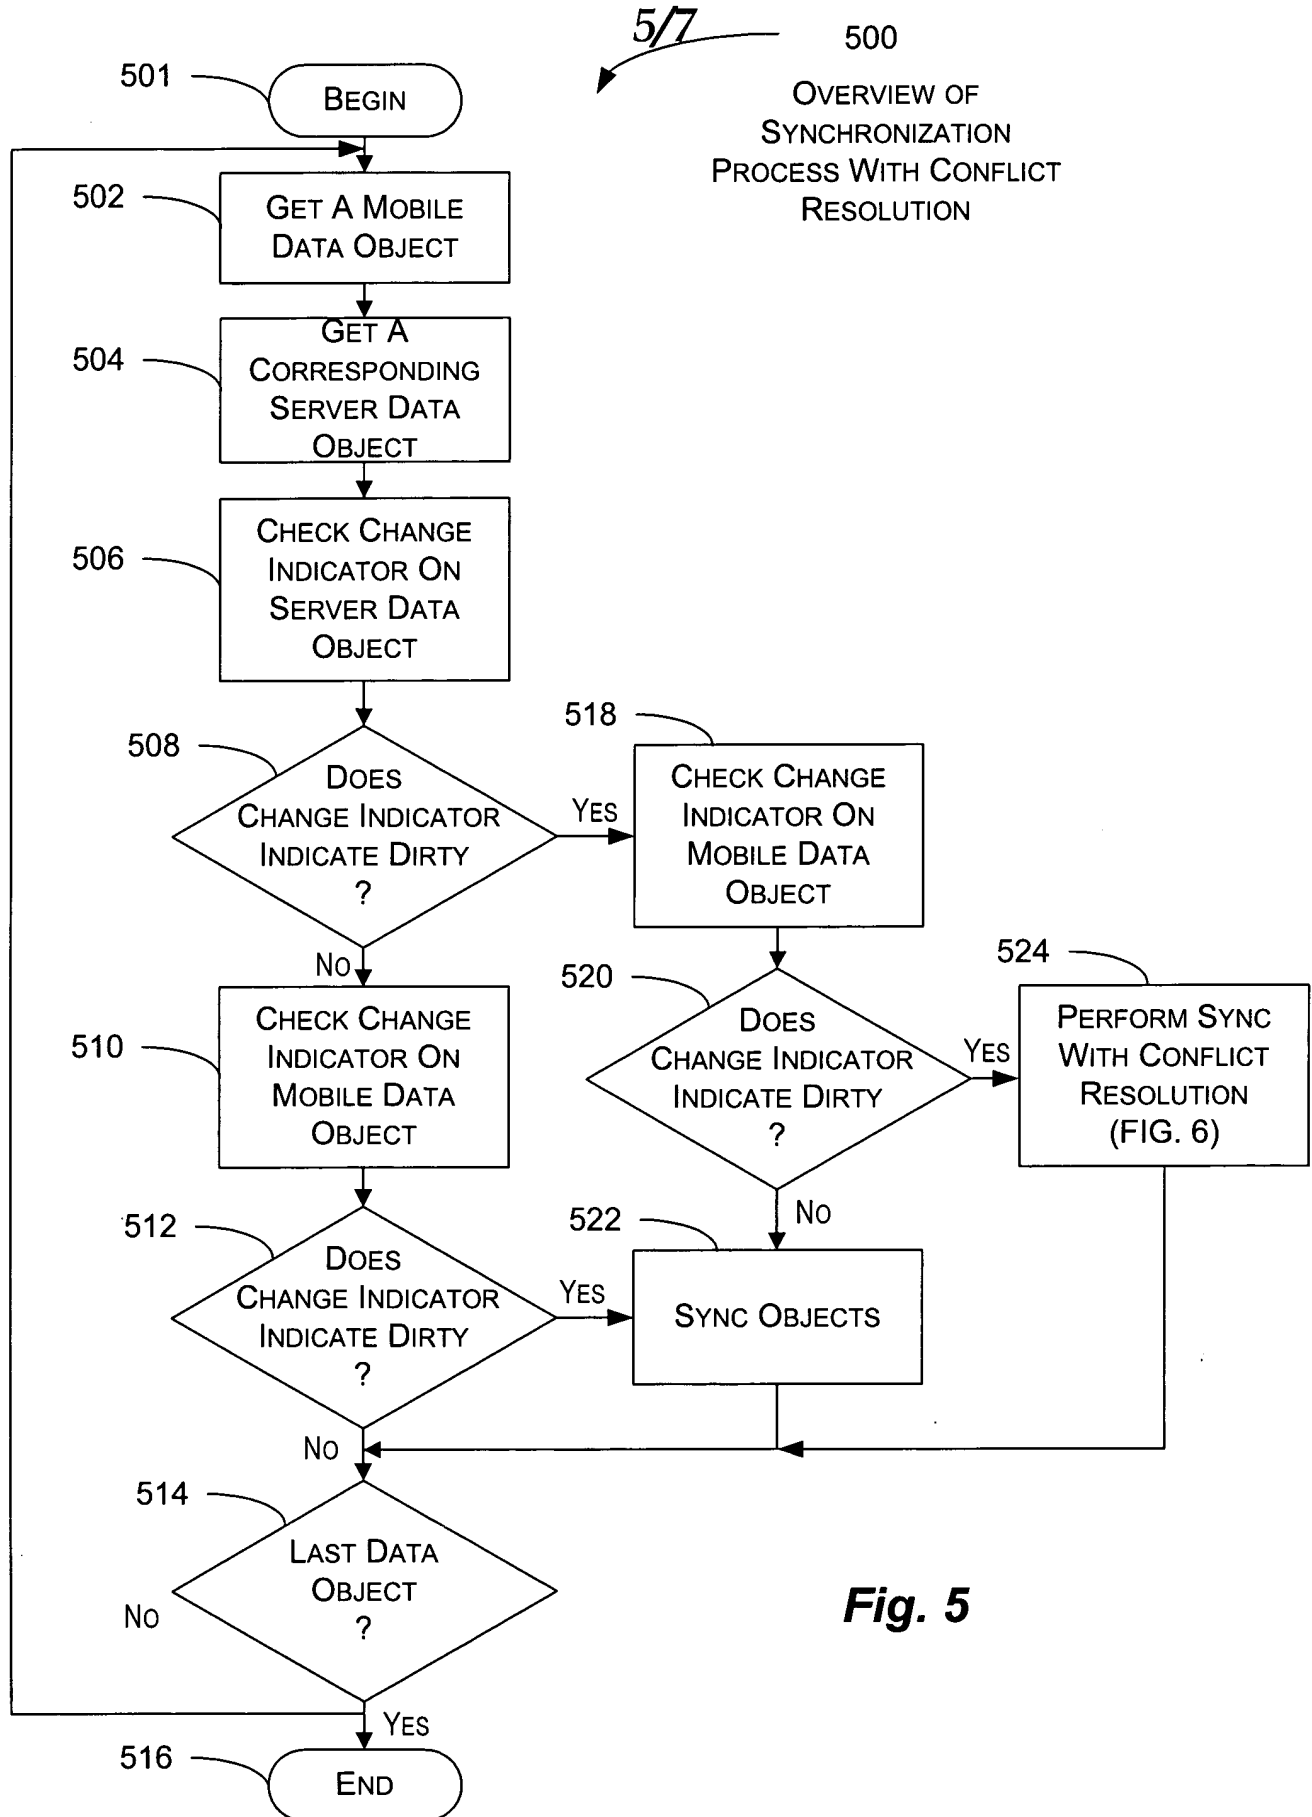 5/7
500
OVERVIEW OF
SYNCHRONIZATION
PROCESS WITH CONFLICT
RESOLUTION
501
BEGIN
502
GET A MOBILE
DATA OBJECT
504
GET A
CORRESPONDING
SERVER DATA
OBJECT
506
CHECK CHANGE
INDICATOR ON
SERVER DATA
OBJECT
508
DOES
CHANGE INDICATOR
INDICATE DIRTY
?
YES
NO
518
CHECK CHANGE
INDICATOR ON
MOBILE DATA
OBJECT
510
CHECK CHANGE
INDICATOR ON
MOBILE DATA
OBJECT
520
DOES
CHANGE INDICATOR
INDICATE DIRTY
?
YES
NO
524
PERFORM SYNC
WITH CONFLICT
RESOLUTION
(FIG. 6)
512
DOES
CHANGE INDICATOR
INDICATE DIRTY
?
YES
NO
522
SYNC OBJECTS
514
LAST DATA
OBJECT
?
NO
YES
516
END
Fig. 5